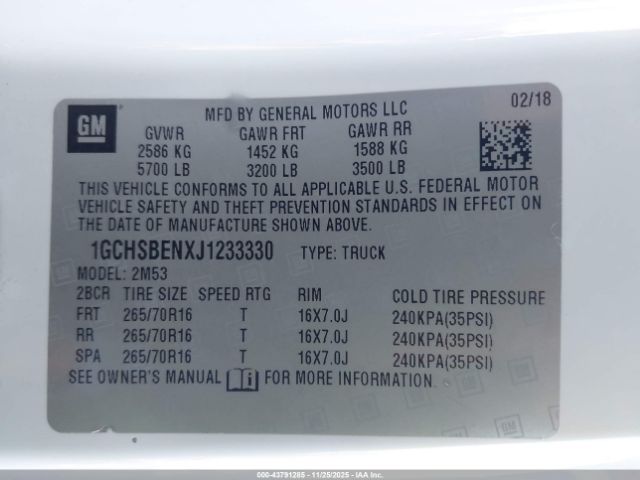 GM
MFD BY GENERAL MOTORS LLC
02/18
GVWR GAWR FRT GAWR RR
2586 KG 1452 KG 1588 KG
5700 LB 3200 LB 3500 LB
THIS VEHICLE CONFORMS TO ALL APPLICABLE U.S. FEDERAL MOTOR
VEHICLE SAFETY AND THEFT PREVENTION STANDARDS IN EFFECT ON
THE DATE OF MANUFACTURE SHOWN ABOVE.
1GCHSBENXJ1233330 TYPE: TRUCK
MODEL: 2M53
2BCR TIRE SIZE SPEED RTG RIM COLD TIRE PRESSURE
FRT 265/70R16 T 16X7.0J 240KPA(35PSI)
RR 265/70R16 T 16X7.0J 240KPA(35PSI)
SPA 265/70R16 T 16X7.0J 240KPA(35PSI)
SEE OWNER'S MANUAL FOR MORE INFORMATION.
000-43791285 - 11/25/2025 - IAA, Inc.